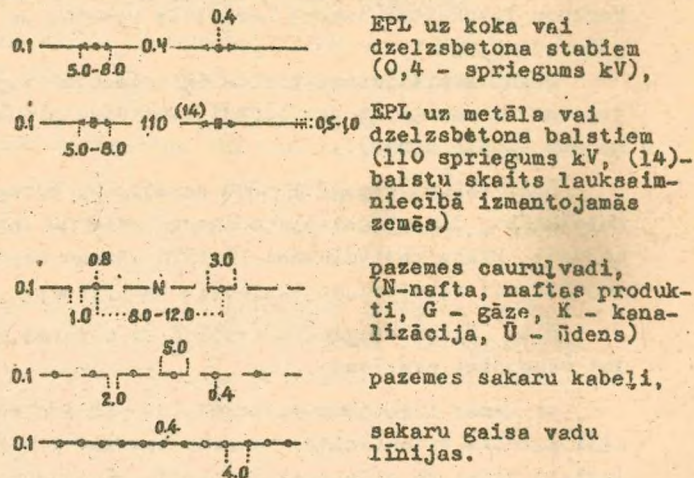 0.4
0.1 0.4
5.0-8.0
EPL uz koka vai
dzelzsbetona stabiem
(0,4 - spriegums kV),
0.1 110 (14) 0,5-1,0
5.0-8.0
EPL uz metāla vai
dzelzsbetona balstiem
(110 spriegums kV, (14)-
balstu skaits lauksaim-
niecībā izmantojamās
zemēs)
0.8 3.0
0.1 N
1.0 8.0-12.0
pazemes cauruļvadi,
(N-nafta, naftas produk-
ti, G - gāze, K - kana-
lizācija, Ū - ūdens)
5.0
0.1
2.0 0.4
pazemes sakaru kabeļi,
0.4
0.1
4.0
sakaru gaisa vadu
līnijas.